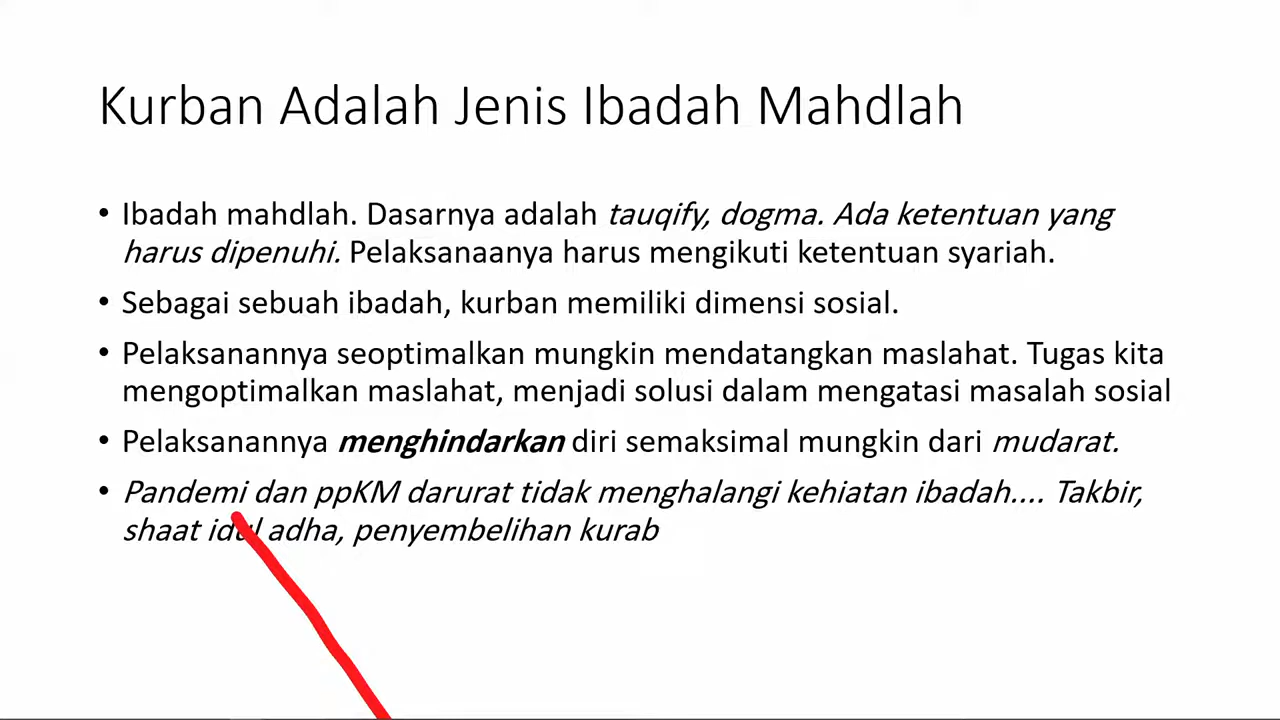 Kurban Adalah Jenis Ibadah Mahdlah
• Ibadah mahdlah. Dasarnya adalah tauqify, dogma. Ada ketentuan yang
harus dipenuhi. Pelaksanaanya harus mengikuti ketentuan syariah.
• Sebagai sebuah ibadah, kurban memiliki dimensi sosial.
• Pelaksanannya seoptimalkan mungkin mendatangkan maslahat. Tugas kita
mengoptimalkan maslahat, menjadi solusi dalam mengatasi masalah sosial
• Pelaksanannya menghindarkan diri semaksimal mungkin dari mudarat.
• Pandemi dan ppKM darurat tidak menghalangi kehiatan ibadah.... Takbir,
shaat idul adha, penyembelihan kurab